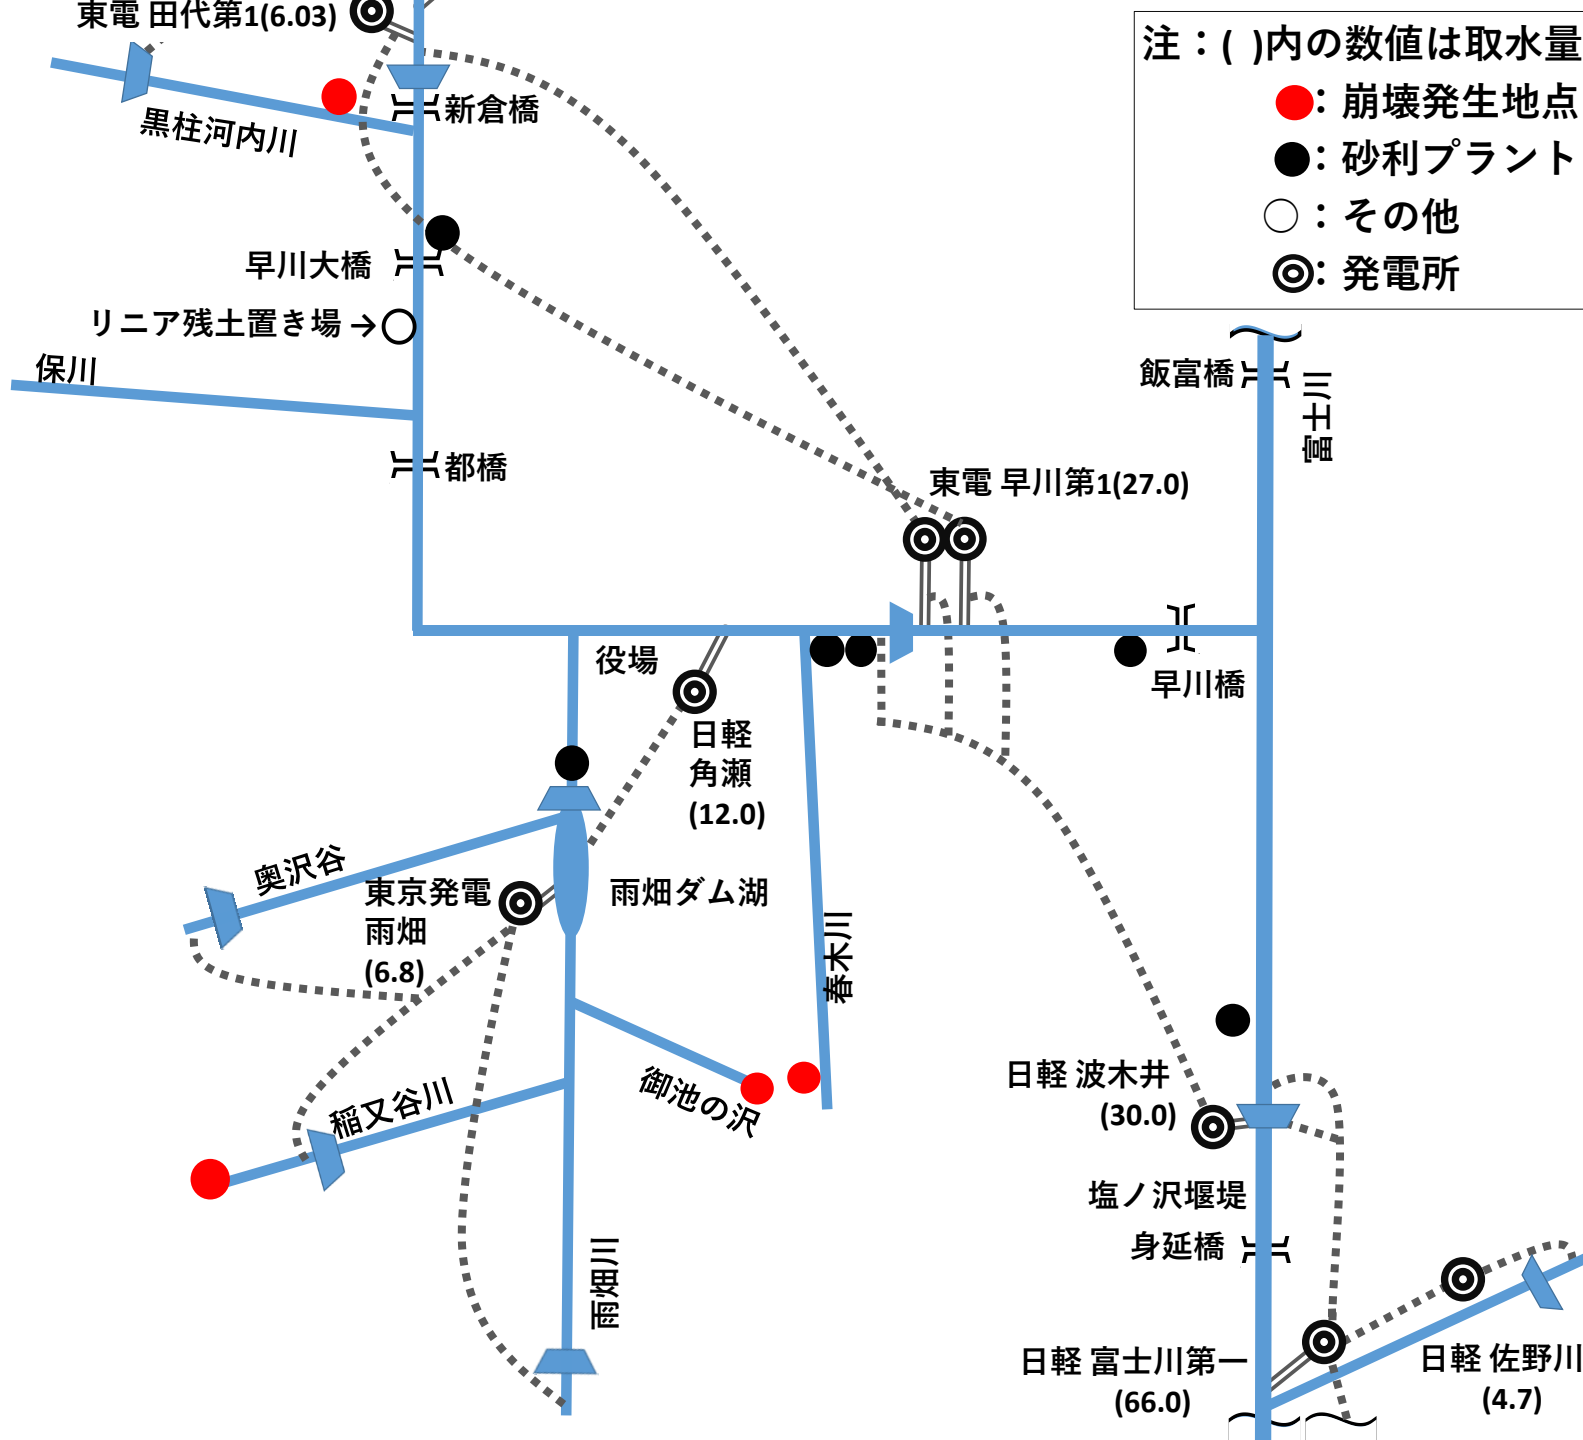 東電 田代第1(6.03)
注：( )内の数値は取水量
：崩壊発生地点
：砂利プラント
：その他
：発電所
新倉橋
黒桂河内川
早川大橋
リニア残土置き場→
保川
飯富橋
富士川
都橋
東電 早川第1(27.0)
役場
早川橋
日軽
角瀬
(12.0)
奥沢谷
東京発電
雨畑
(6.8)
雨畑ダム湖
春木川
日軽 波木井
(30.0)
御池の沢
稲又谷川
塩ノ沢堰堤
身延橋
雨畑川
日軽 富士川第一
(66.0)
日軽 佐野川
(4.7)